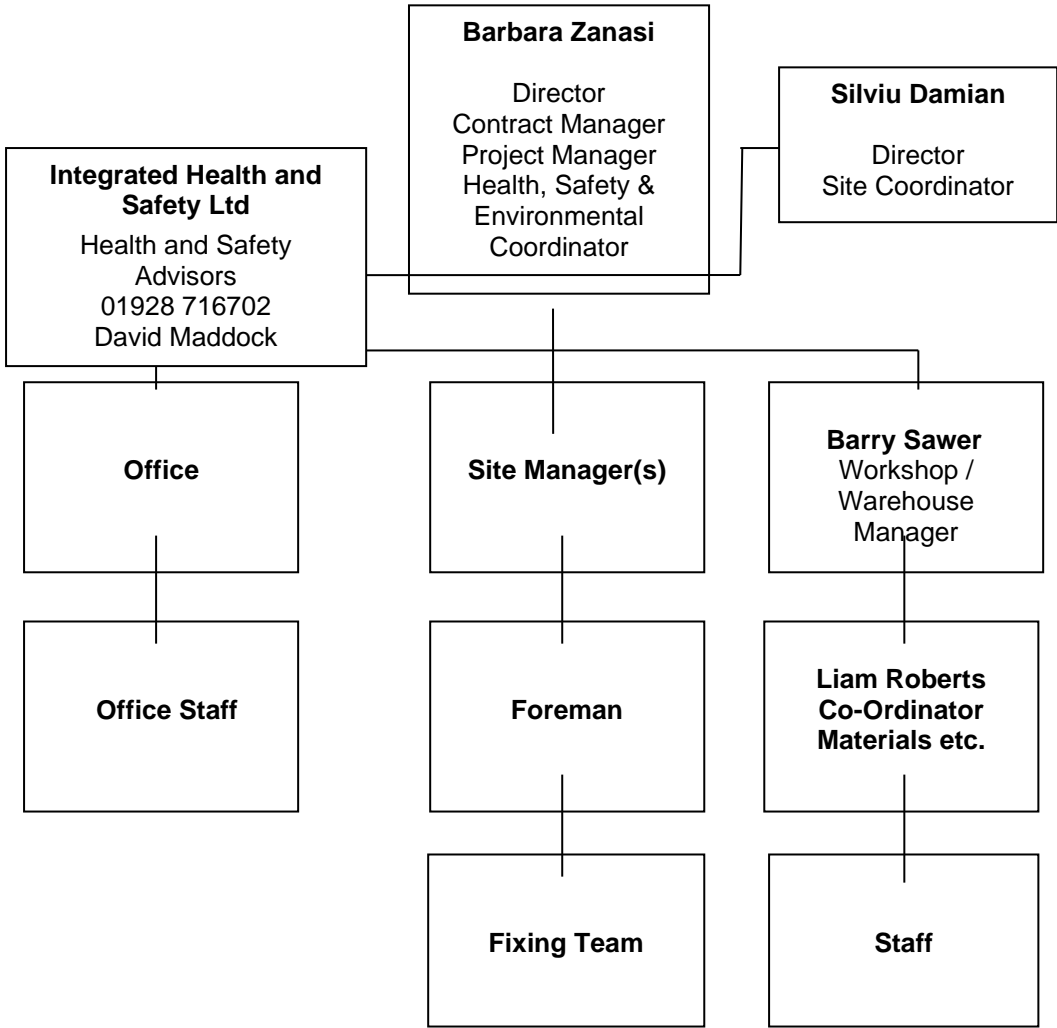 Barbara Zanasi
Director
Contract Manager
Project Manager
Health, Safety &
Environmental
Coordinator
Silviu Damian
Director
Site Coordinator
Integrated Health and
Safety Ltd
Health and Safety
Advisors
01928 716702
David Maddock
Office
Site Manager(s)
Barry Sawer
Workshop /
Warehouse
Manager
Office Staff
Foreman
Liam Roberts
Co-Ordinator
Materials etc.
Fixing Team
Staff